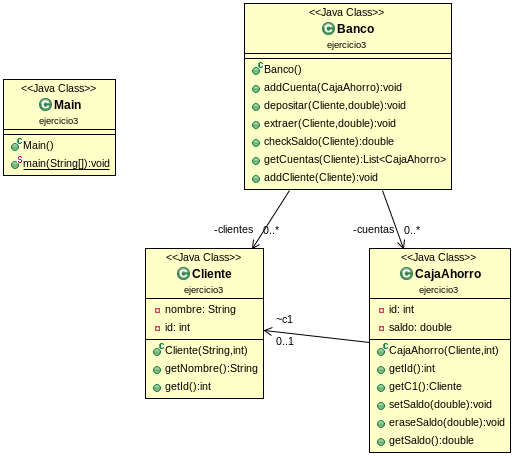 <<Java Class>>
Banco
ejercicio3
Banco()
addCuenta(CajaAhorro):void
depositar(Cliente,double):void
extraer(Cliente,double):void
checkSaldo(Cliente):double
getCuentas(Cliente):List<CajaAhorro>
addCliente(Cliente):void
<<Java Class>>
Main
ejercicio3
Main()
main(String[]):void
-clientes 0..*
-cuentas 0..*
<<Java Class>>
Cliente
ejercicio3
nombre: String
id: int
Cliente(String,int)
getNombre():String
getId():int
~c1
0..1
<<Java Class>>
CajaAhorro
ejercicio3
id: int
saldo: double
CajaAhorro(Cliente,int)
getId():int
getC1():Cliente
setSaldo(double):void
eraseSaldo(double):void
getSaldo():double